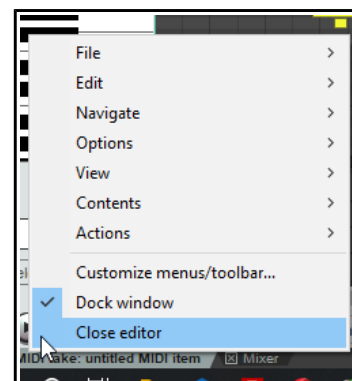 File
Edit
Navigate
Options
View
Contents
Actions
Customize menus/toolbar...
Dock window
Close editor
MIDI take: untitled MIDI item Mixer